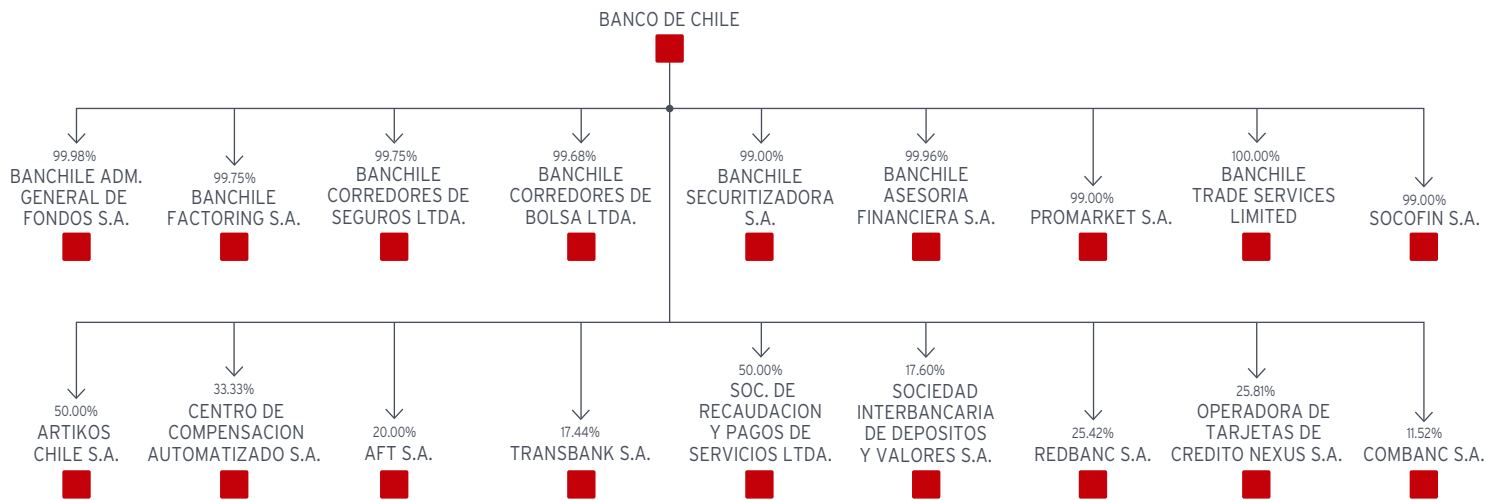 BANCO DE CHILE
99.98%
BANCHILE ADM.
GENERAL DE
FONDOS S.A.
99.75%
BANCHILE
FACTORING S.A.
99.75%
BANCHILE
CORREDORES DE
SEGUROS LTDA.
99.68%
BANCHILE
CORREDORES DE
BOLSA LTDA.
99.00%
BANCHILE
SECURITIZADORA
S.A.
99.96%
BANCHILE
ASESORIA
FINANCIERA S.A.
99.00%
PROMARKET S.A.
100.00%
BANCHILE
TRADE SERVICES
LIMITED
99.00%
SOCOFIN S.A.
50.00%
ARTIKOS
CHILE S.A.
33.33%
CENTRO DE
COMPENSACION
AUTOMATIZADO S.A.
20.00%
AFT S.A.
17.44%
TRANSBANK S.A.
50.00%
SOC. DE
RECAUDACION
Y PAGOS DE
SERVICIOS LTDA.
17.60%
SOCIEDAD
INTERBANCARIA
DE DEPOSITOS
Y VALORES S.A.
25.42%
REDBANC S.A.
25.81%
OPERADORA DE
TARJETAS DE
CREDITO NEXUS S.A.
11.52%
COMBANC S.A.